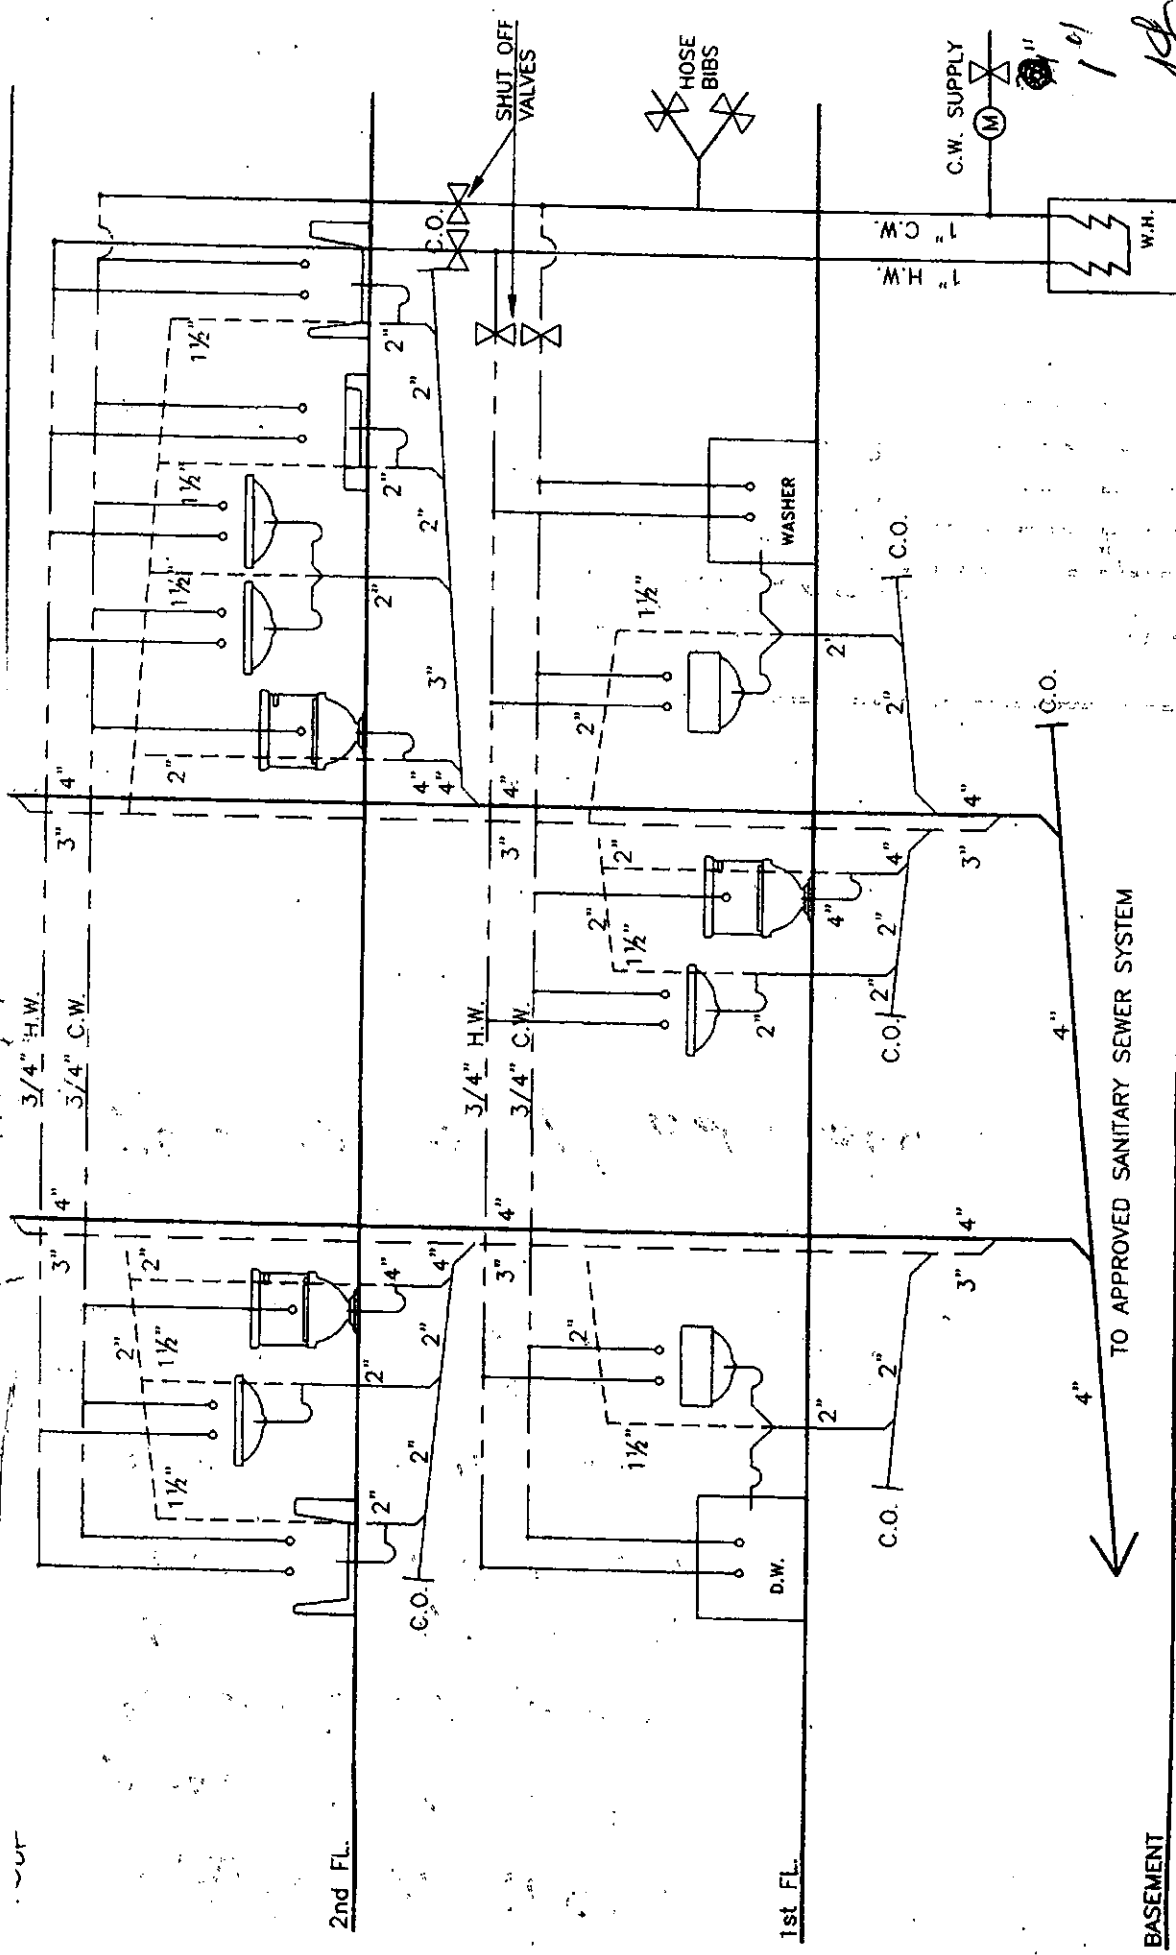 3/4" H.W.
3/4" C.W.
3"
4"
3"
4"
2"
2"
1½"
1½"
2"
1½"
1½"
1½"
2nd FL.
2"
2"
4"
4"
2"
2"
C.O.
4"
4"
3"
2"
2"
2"
2"
2"
C.O.
SHUT OFF
VALVES
3/4" H.W.
3/4" C.W.
3"
4"
3"
4"
2"
1½"
2"
2"
1½"
2"
1½"
HOSE
BIBS
D.W.
WASHER
1st FL.
2"
2"
C.O.
2"
4"
4"
2"
2"
C.O.
2"
2"
C.O.
1" H.W.
1" C.W.
C.W. SUPPLY
M
1"
3"
4"
3"
4"
C.O.
W.H.
4"
4"
TO APPROVED SANITARY SEWER SYSTEM
BASEMENT